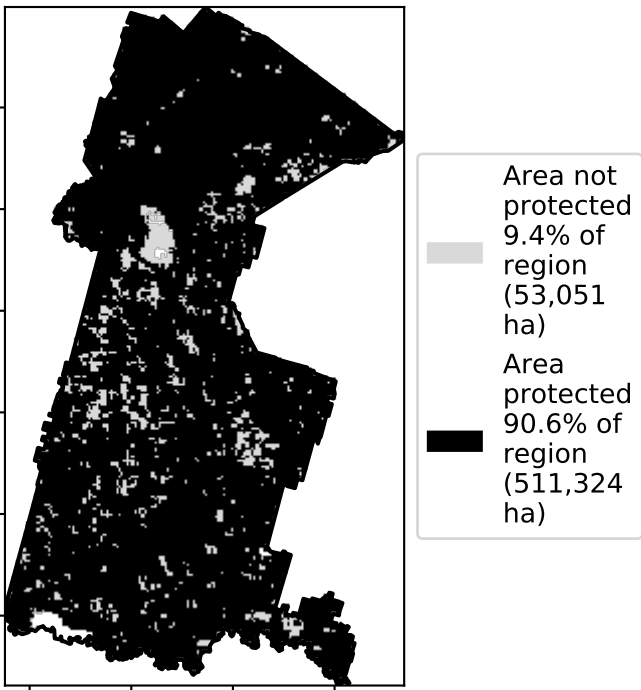 Area not
protected
9.4% of
region
(53,051
ha)
Area
protected
90.6% of
region
(511,324
ha)